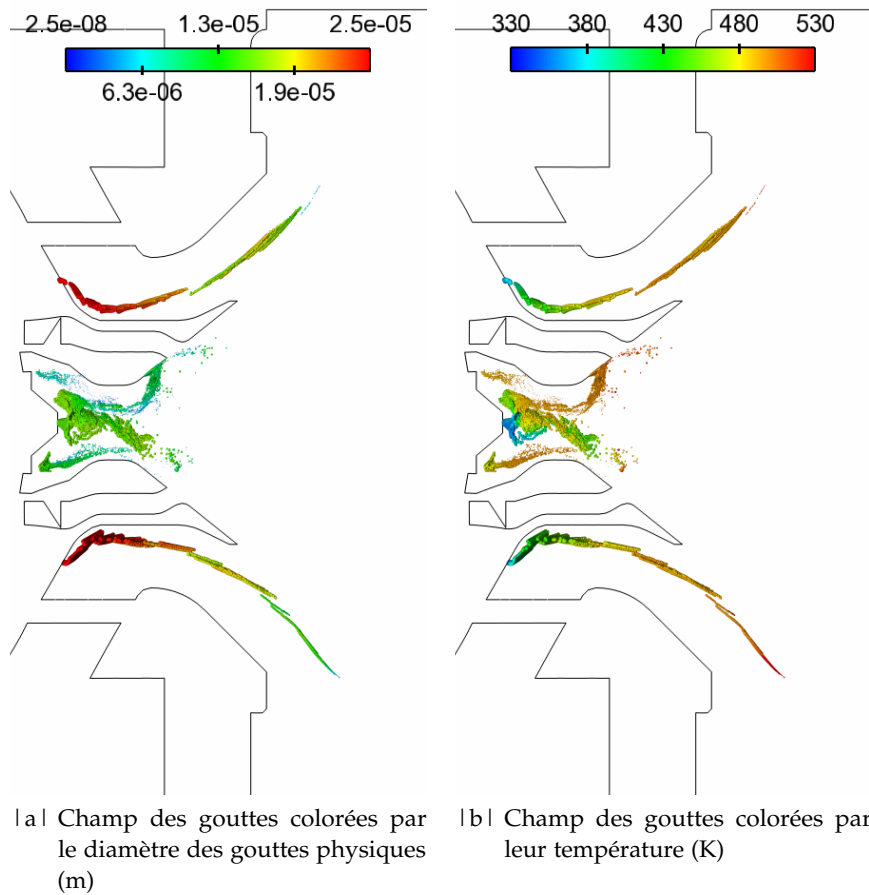 2.5e-08 1.3e-05 2.5e-05
6.3e-06 1.9e-05
330 380 430 480 530
|a| Champ des gouttes colorées par
le diamètre des gouttes physiques
(m)
|b| Champ des gouttes colorées par
leur température (K)